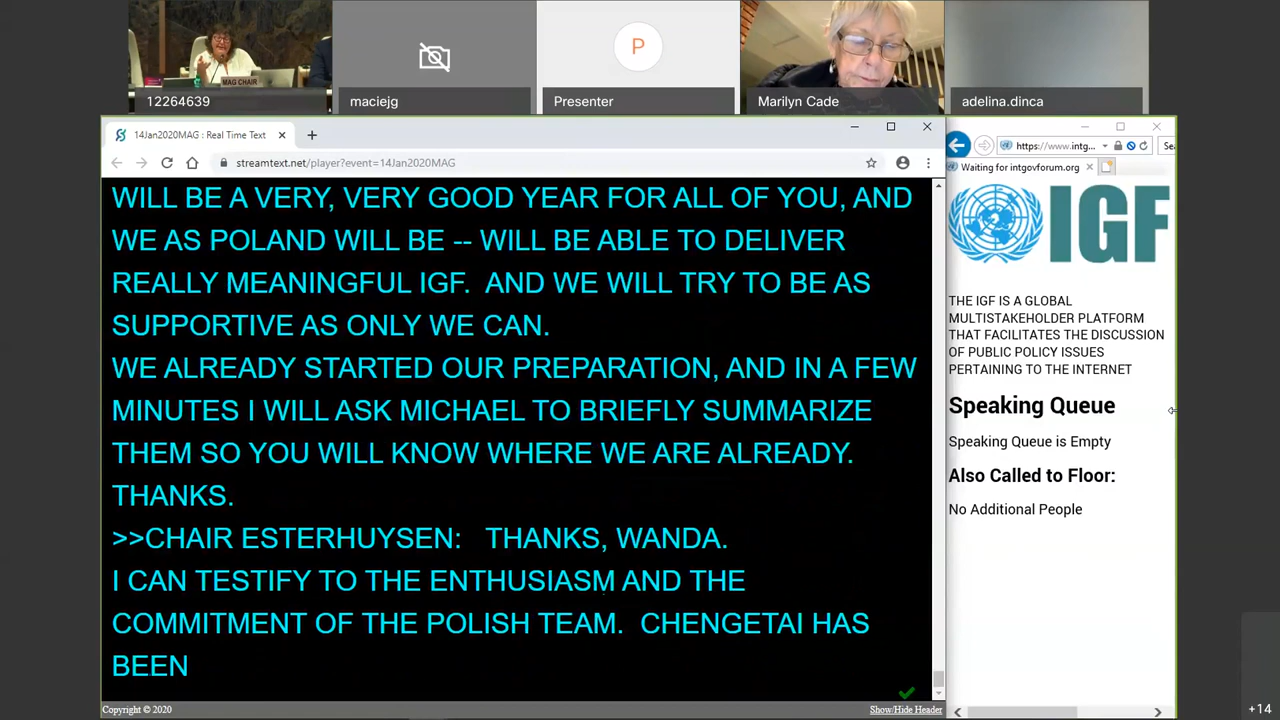 MAG CHAIR
P
12264639
maciejg
Presenter
Marilyn Cade
adelina.dinca
14Jan2020MAG : Real Time Text
streamtext.net/player?event=14Jan2020MAG
WILL BE A VERY, VERY GOOD YEAR FOR ALL OF YOU, AND
WE AS POLAND WILL BE -- WILL BE ABLE TO DELIVER
REALLY MEANINGFUL IGF.  AND WE WILL TRY TO BE AS
SUPPORTIVE AS ONLY WE CAN.
WE ALREADY STARTED OUR PREPARATION, AND IN A FEW
MINUTES I WILL ASK MICHAEL TO BRIEFLY SUMMARIZE
THEM SO YOU WILL KNOW WHERE WE ARE ALREADY.
THANKS.
>>CHAIR ESTERHUYSEN:   THANKS, WANDA.
I CAN TESTIFY TO THE ENTHUSIASM AND THE
COMMITMENT OF THE POLISH TEAM.  CHENGETAI HAS
BEEN
Copyright © 2020
Show/Hide Header
https://www.intg...
Sea
Waiting for intgovforum.org
IGF
THE IGF IS A GLOBAL
MULTISTAKEHOLDER PLATFORM
THAT FACILITATES THE DISCUSSION
OF PUBLIC POLICY ISSUES
PERTAINING TO THE INTERNET
Speaking Queue
Speaking Queue is Empty
Also Called to Floor:
No Additional People
+14